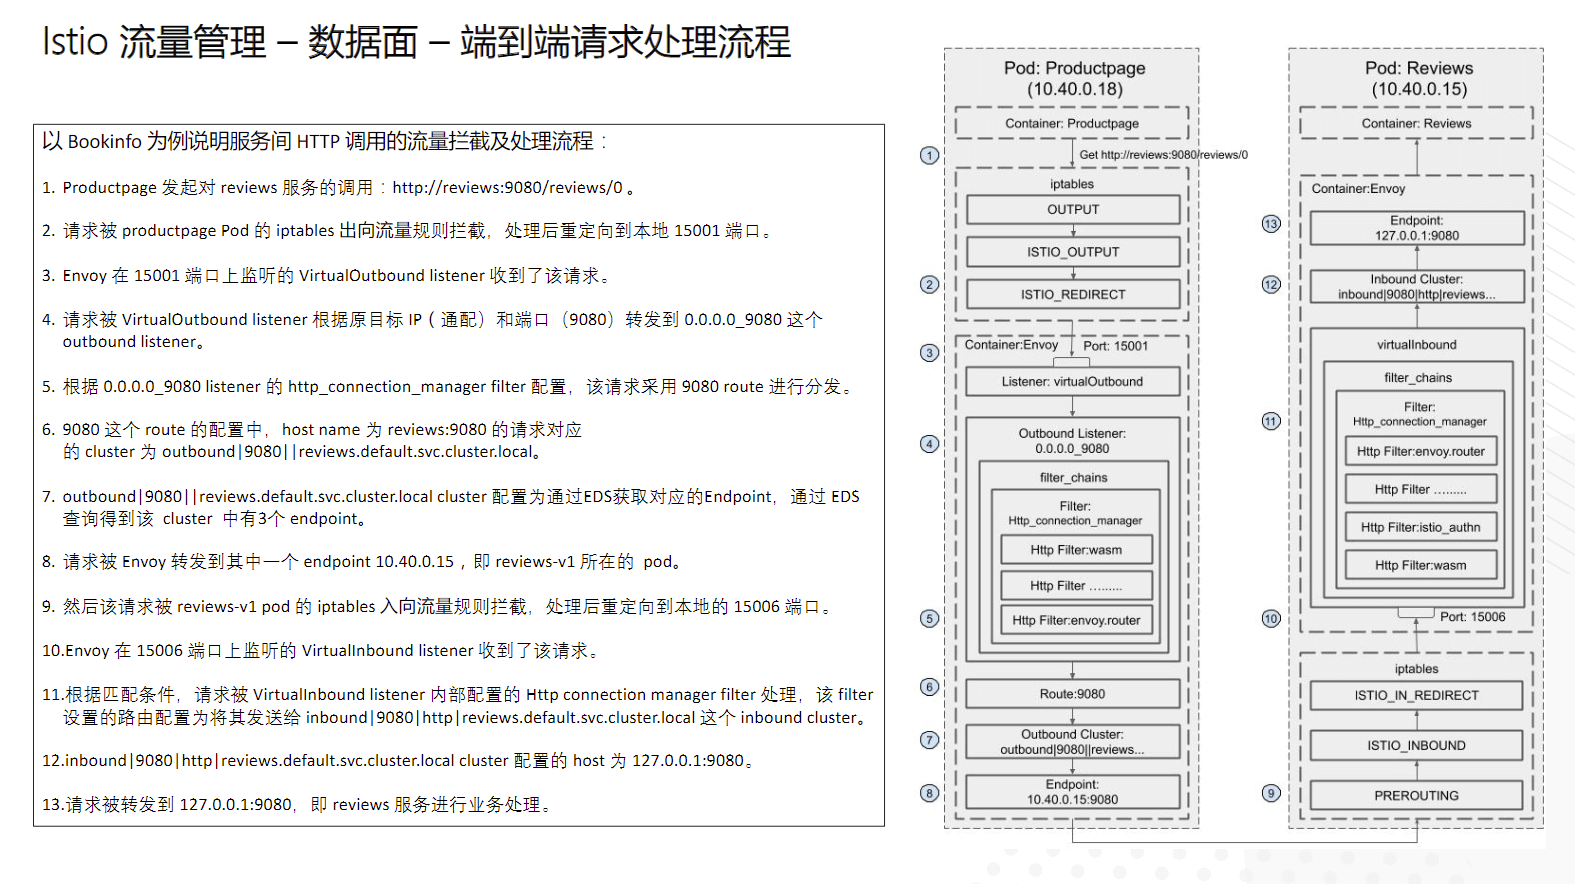 Istio 流量管理 – 数据面 – 端到端请求处理流程
以 Bookinfo 为例说明服务间 HTTP 调用的流量拦截及处理流程：
1. Productpage 发起对 reviews 服务的调用：http://reviews:9080/reviews/0 。
2. 请求被 productpage Pod 的 iptables 出向流量规则拦截，处理后重定向到本地 15001 端口。
3. Envoy 在 15001 端口上监听的 VirtualOutbound listener 收到了该请求。
4. 请求被 VirtualOutbound listener 根据原目标 IP（通配）和端口（9080）转发到 0.0.0.0_9080 这个
outbound listener。
5. 根据 0.0.0.0_9080 listener 的 http_connection_manager filter 配置，该请求采用 9080 route 进行分发。
6. 9080 这个 route 的配置中，host name 为 reviews:9080 的请求对应
的 cluster 为 outbound|9080||reviews.default.svc.cluster.local。
7. outbound|9080||reviews.default.svc.cluster.local cluster 配置为通过EDS获取对应的Endpoint，通过 EDS
查询得到该 cluster 中有3个 endpoint。
8. 请求被 Envoy 转发到其中一个 endpoint 10.40.0.15，即 reviews-v1 所在的 pod。
9. 然后该请求被 reviews-v1 pod 的 iptables 入向流量规则拦截，处理后重定向到本地的 15006 端口。
10.Envoy 在 15006 端口上监听的 VirtualInbound listener 收到了该请求。
11.根据匹配条件，请求被 VirtualInbound listener 内部配置的 Http connection manager filter 处理，该 filter
设置的路由配置为将其发送给 inbound|9080|http|reviews.default.svc.cluster.local 这个 inbound cluster。
12.inbound|9080|http|reviews.default.svc.cluster.local cluster 配置的 host 为 127.0.0.1:9080。
13.请求被转发到 127.0.0.1:9080，即 reviews 服务进行业务处理。
Pod: Productpage
(10.40.0.18)
Container: Productpage
1
Get http://reviews:9080/reviews/0
iptables
OUTPUT
ISTIO_OUTPUT
2
ISTIO_REDIRECT
3
Container:Envoy
Port: 15001
Listener: virtualOutbound
4
Outbound Listener:
0.0.0.0_9080
filter_chains
Filter:
Http_connection_manager
Http Filter:wasm
Http Filter ….......
5
Http Filter:envoy.router
6
Route:9080
7
Outbound Cluster:
outbound|9080||reviews...
8
Endpoint:
10.40.0.15:9080
Pod: Reviews
(10.40.0.15)
Container: Reviews
Container:Envoy
13
Endpoint:
127.0.0.1:9080
12
Inbound Cluster:
inbound|9080|http|reviews...
virtualInbound
filter_chains
11
Filter:
Http_connection_manager
Http Filter:envoy.router
Http Filter ….......
Http Filter:istio_authn
Http Filter:wasm
10
Port: 15006
iptables
ISTIO_IN_REDIRECT
ISTIO_INBOUND
9
PREROUTING